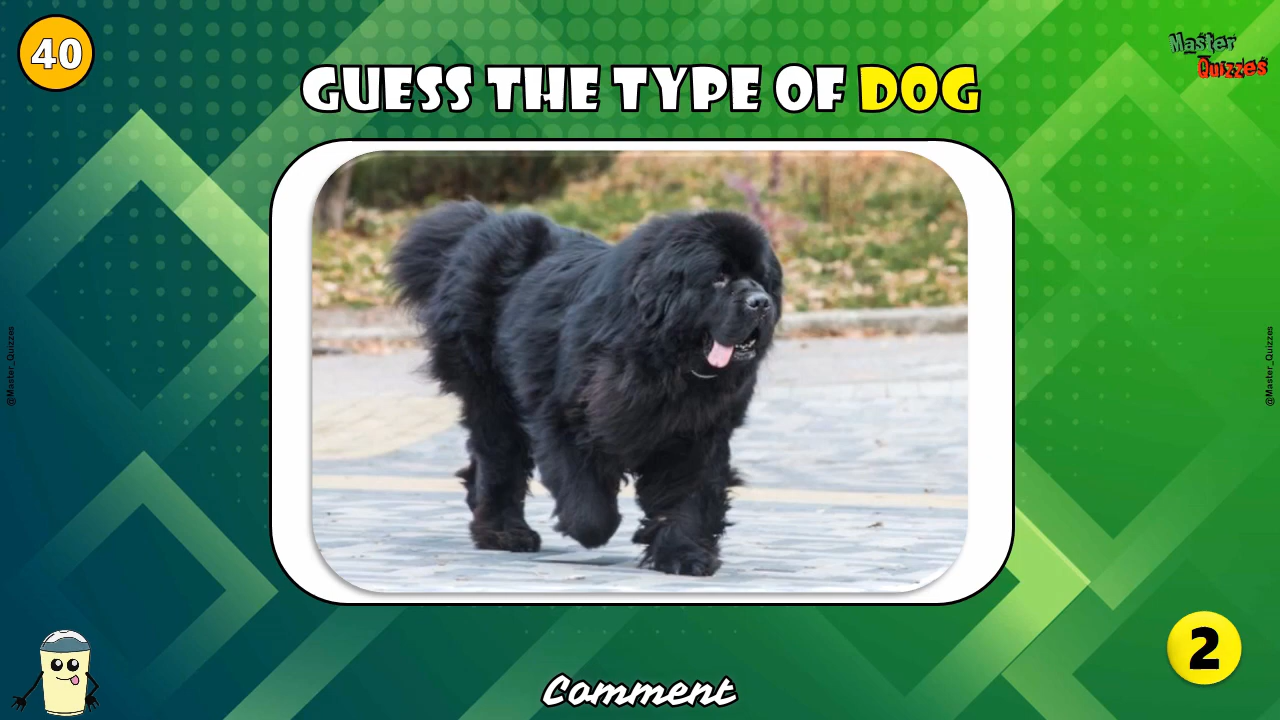 40
Master
Quizzes
GUESS THE TYPE OF DOG
@Master_Quizzes
@Master_Quizzes
2
Comment